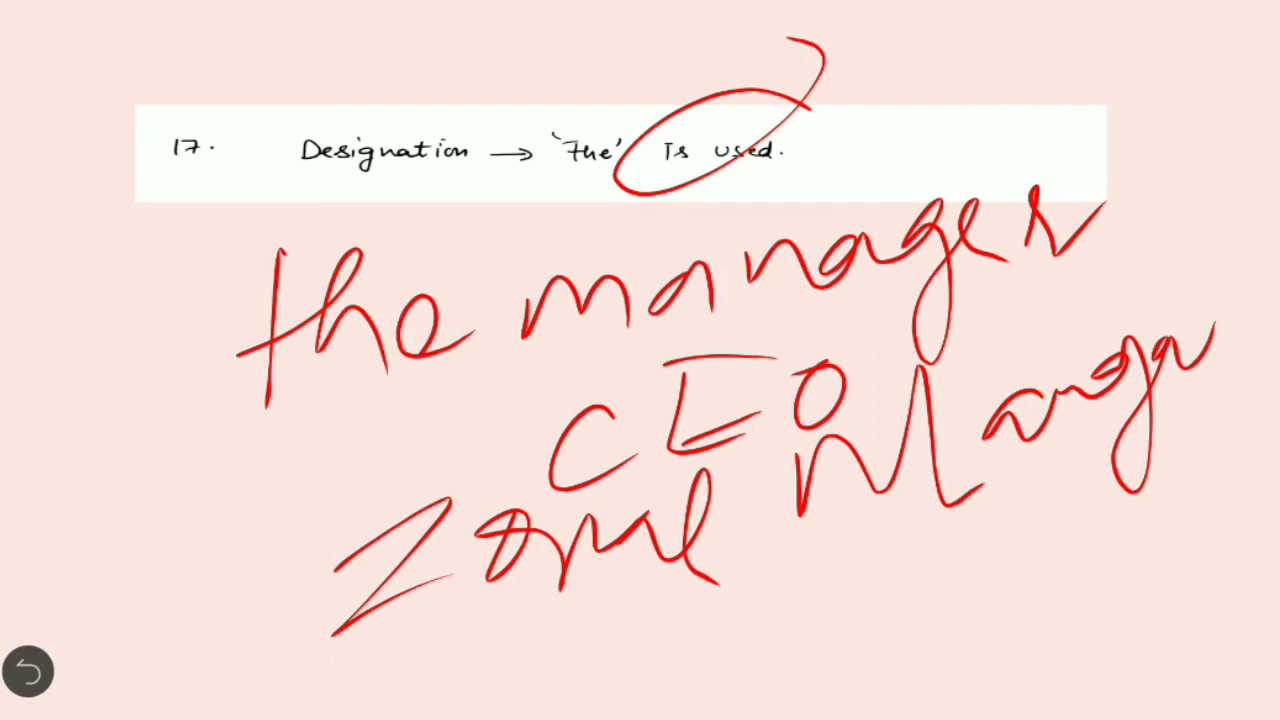 17. Designation → 'The' Is used.
the manager
CEO
Zonal Manager